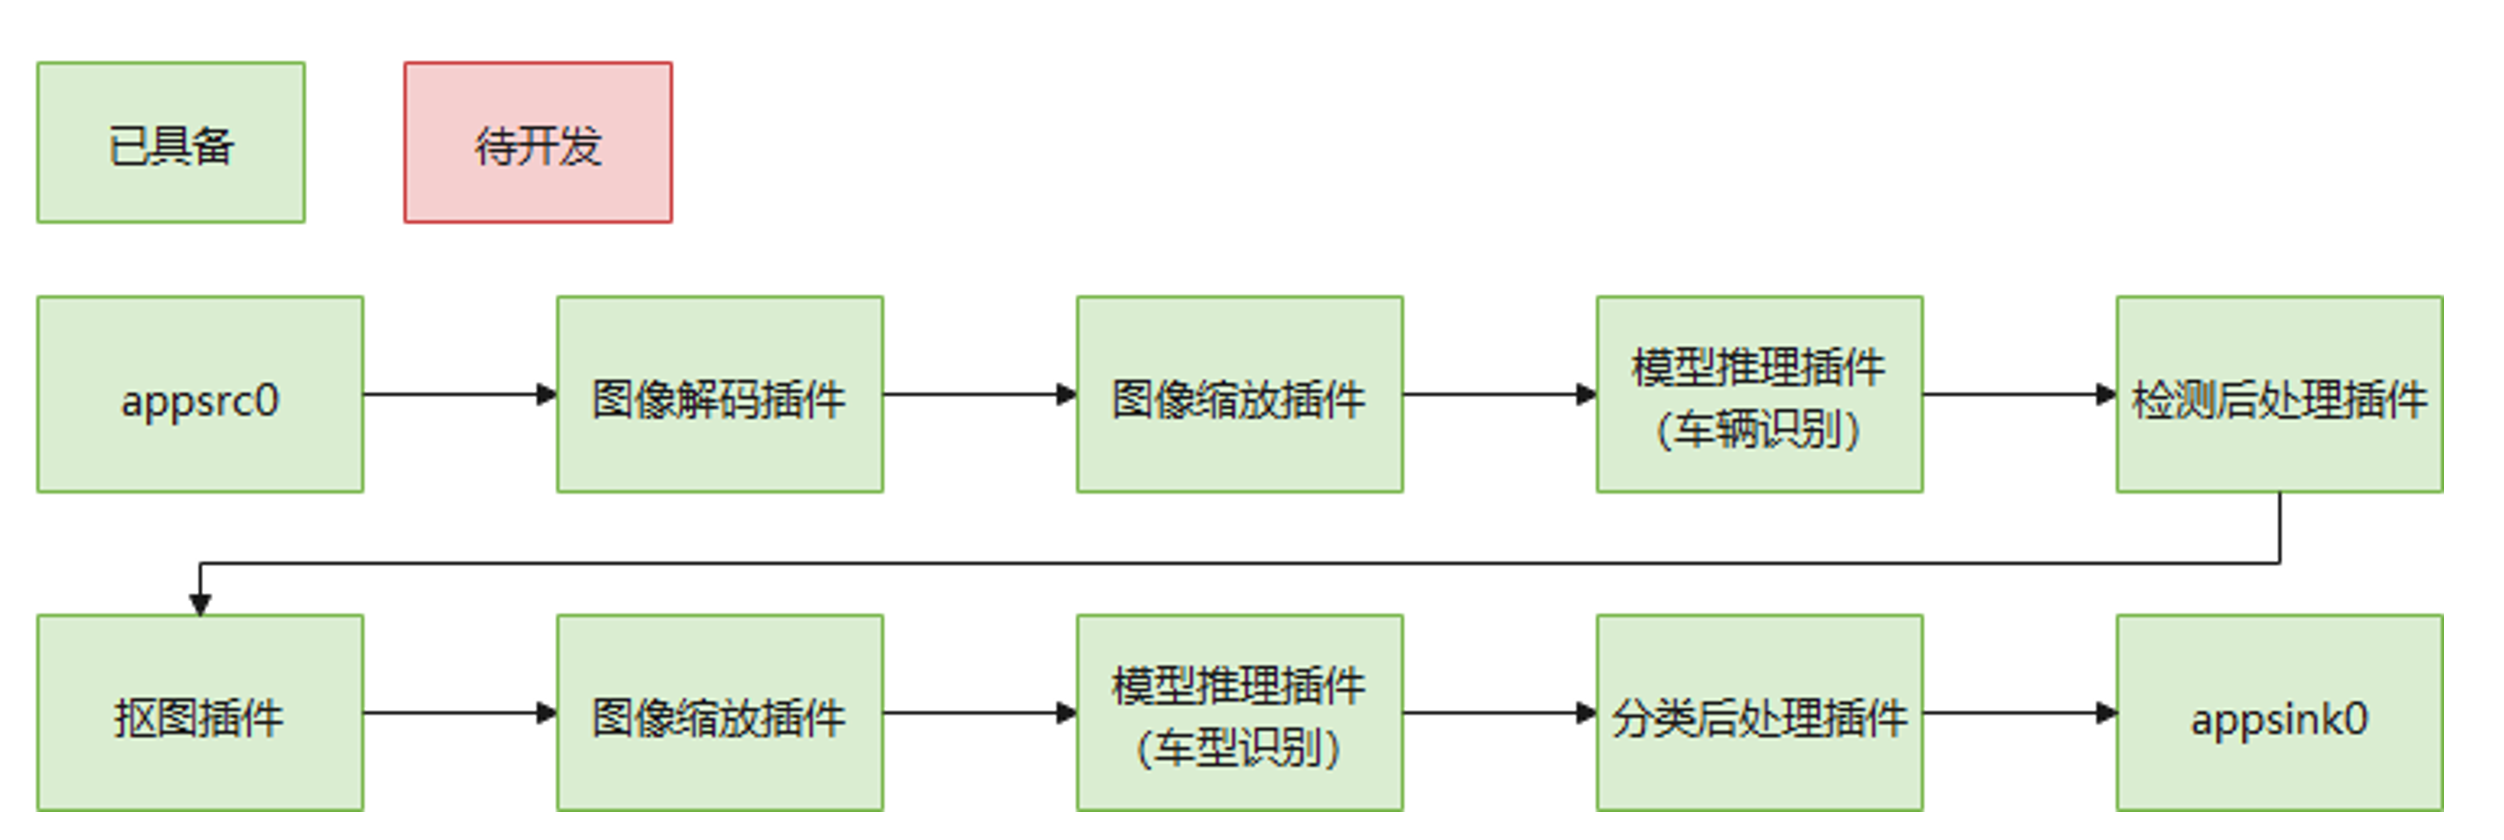 已具备
待开发
appsrc0
图像解码插件
图像缩放插件
模型推理插件
（车辆识别）
检测后处理插件
抠图插件
图像缩放插件
模型推理插件
（车型识别）
分类后处理插件
appsink0